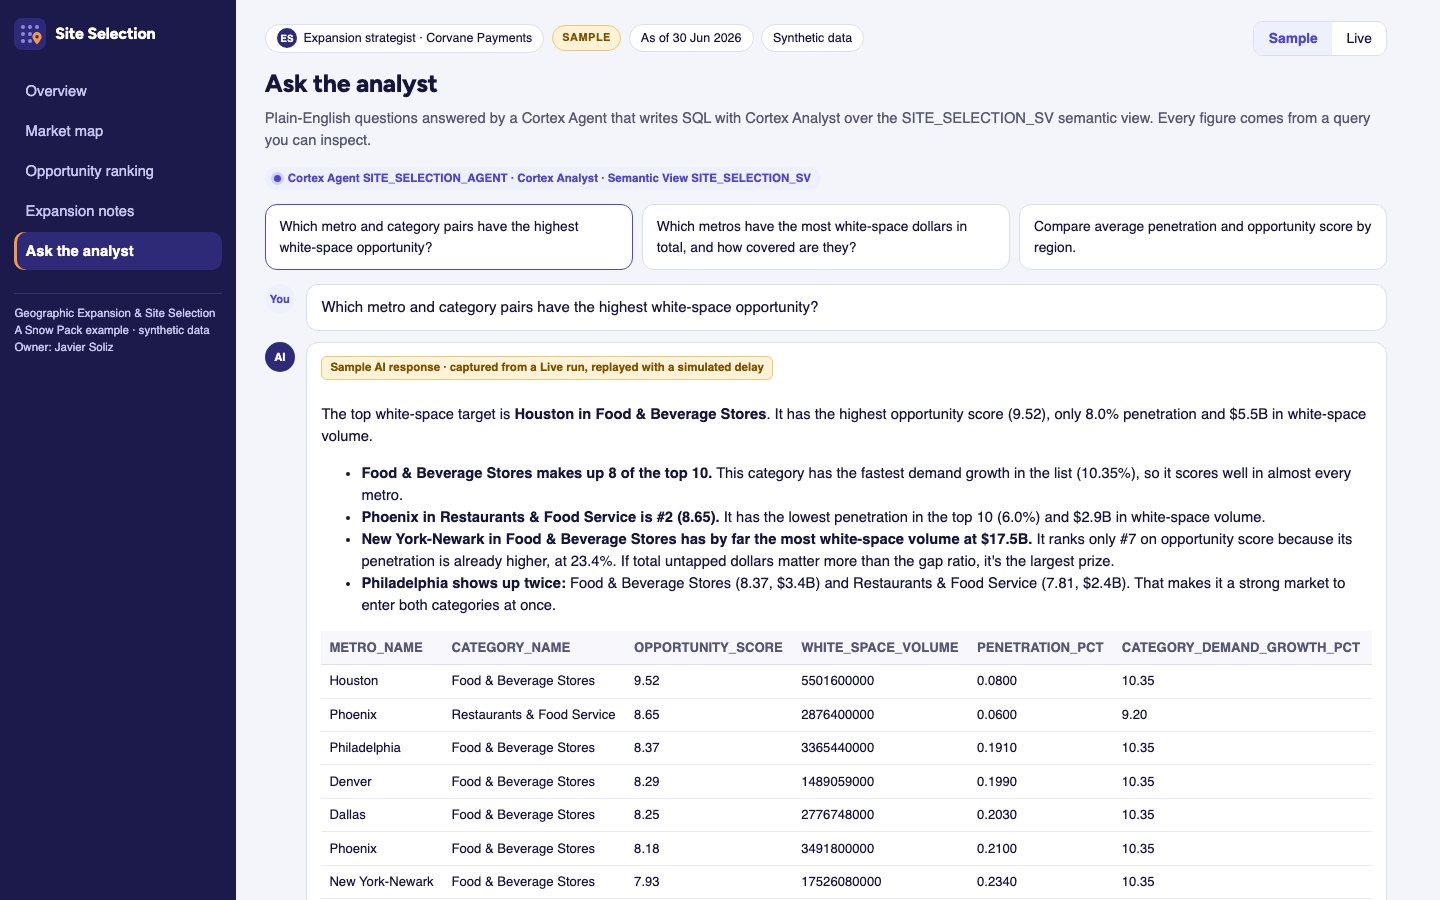 Site Selection
Overview
Market map
Opportunity ranking
Expansion notes
Ask the analyst
Geographic Expansion & Site Selection
A Snow Pack example · synthetic data
Owner: Javier Soliz
ES Expansion strategist · Corvane Payments
SAMPLE
As of 30 Jun 2026
Synthetic data
Sample
Live
Ask the analyst
Plain-English questions answered by a Cortex Agent that writes SQL with Cortex Analyst over the SITE_SELECTION_SV semantic view. Every figure comes from a query
you can inspect.
Cortex Agent SITE_SELECTION_AGENT · Cortex Analyst · Semantic View SITE_SELECTION_SV
Which metro and category pairs have the highest
white-space opportunity?
Which metros have the most white-space dollars in
total, and how covered are they?
Compare average penetration and opportunity score by
region.
You
Which metro and category pairs have the highest white-space opportunity?
AI
Sample AI response · captured from a Live run, replayed with a simulated delay
The top white-space target is Houston in Food & Beverage Stores. It has the highest opportunity score (9.52), only 8.0% penetration and $5.5B in white-space
volume.
• Food & Beverage Stores makes up 8 of the top 10. This category has the fastest demand growth in the list (10.35%), so it scores well in almost every
metro.
• Phoenix in Restaurants & Food Service is #2 (8.65). It has the lowest penetration in the top 10 (6.0%) and $2.9B in white-space volume.
• New York-Newark in Food & Beverage Stores has by far the most white-space volume at $17.5B. It ranks only #7 on opportunity score because its
penetration is already higher, at 23.4%. If total untapped dollars matter more than the gap ratio, it's the largest prize.
• Philadelphia shows up twice: Food & Beverage Stores (8.37, $3.4B) and Restaurants & Food Service (7.81, $2.4B). That makes it a strong market to
enter both categories at once.
METRO_NAME CATEGORY_NAME OPPORTUNITY_SCORE WHITE_SPACE_VOLUME PENETRATION_PCT CATEGORY_DEMAND_GROWTH_PCT
Houston Food & Beverage Stores 9.52 5501600000 0.0800 10.35
Phoenix Restaurants & Food Service 8.65 2876400000 0.0600 9.20
Philadelphia Food & Beverage Stores 8.37 3365440000 0.1910 10.35
Denver Food & Beverage Stores 8.29 1489059000 0.1990 10.35
Dallas Food & Beverage Stores 8.25 2776748000 0.2030 10.35
Phoenix Food & Beverage Stores 8.18 3491800000 0.2100 10.35
New York-Newark Food & Beverage Stores 7.93 17526080000 0.2340 10.35